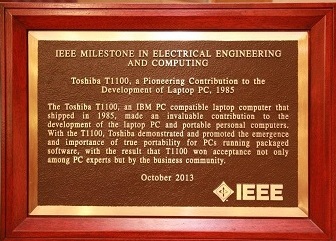 IEEE MILESTONE IN ELECTRICAL ENGINEERING
AND COMPUTING
Toshiba T1100, a Pioneering Contribution to the
Development of Laptop PC, 1985
The Toshiba T1100, an IBM PC compatible laptop computer that
shipped in 1985, made an invaluable contribution to the
development of the laptop PC and portable personal computers.
With the T1100, Toshiba demonstrated and promoted the emergence
and importance of true portability for PCs running packaged
software, with the result that T1100 won acceptance not only
among PC experts but by the business community.
October 2013
IEEE